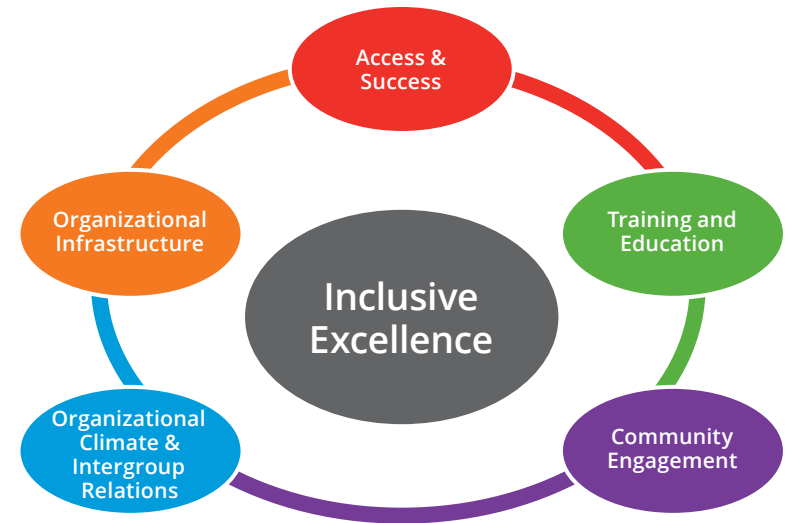 Access &
Success
Organizational
Infrastructure
Training and
Education
Inclusive
Excellence
Organizational
Climate &
Intergroup
Relations
Community
Engagement